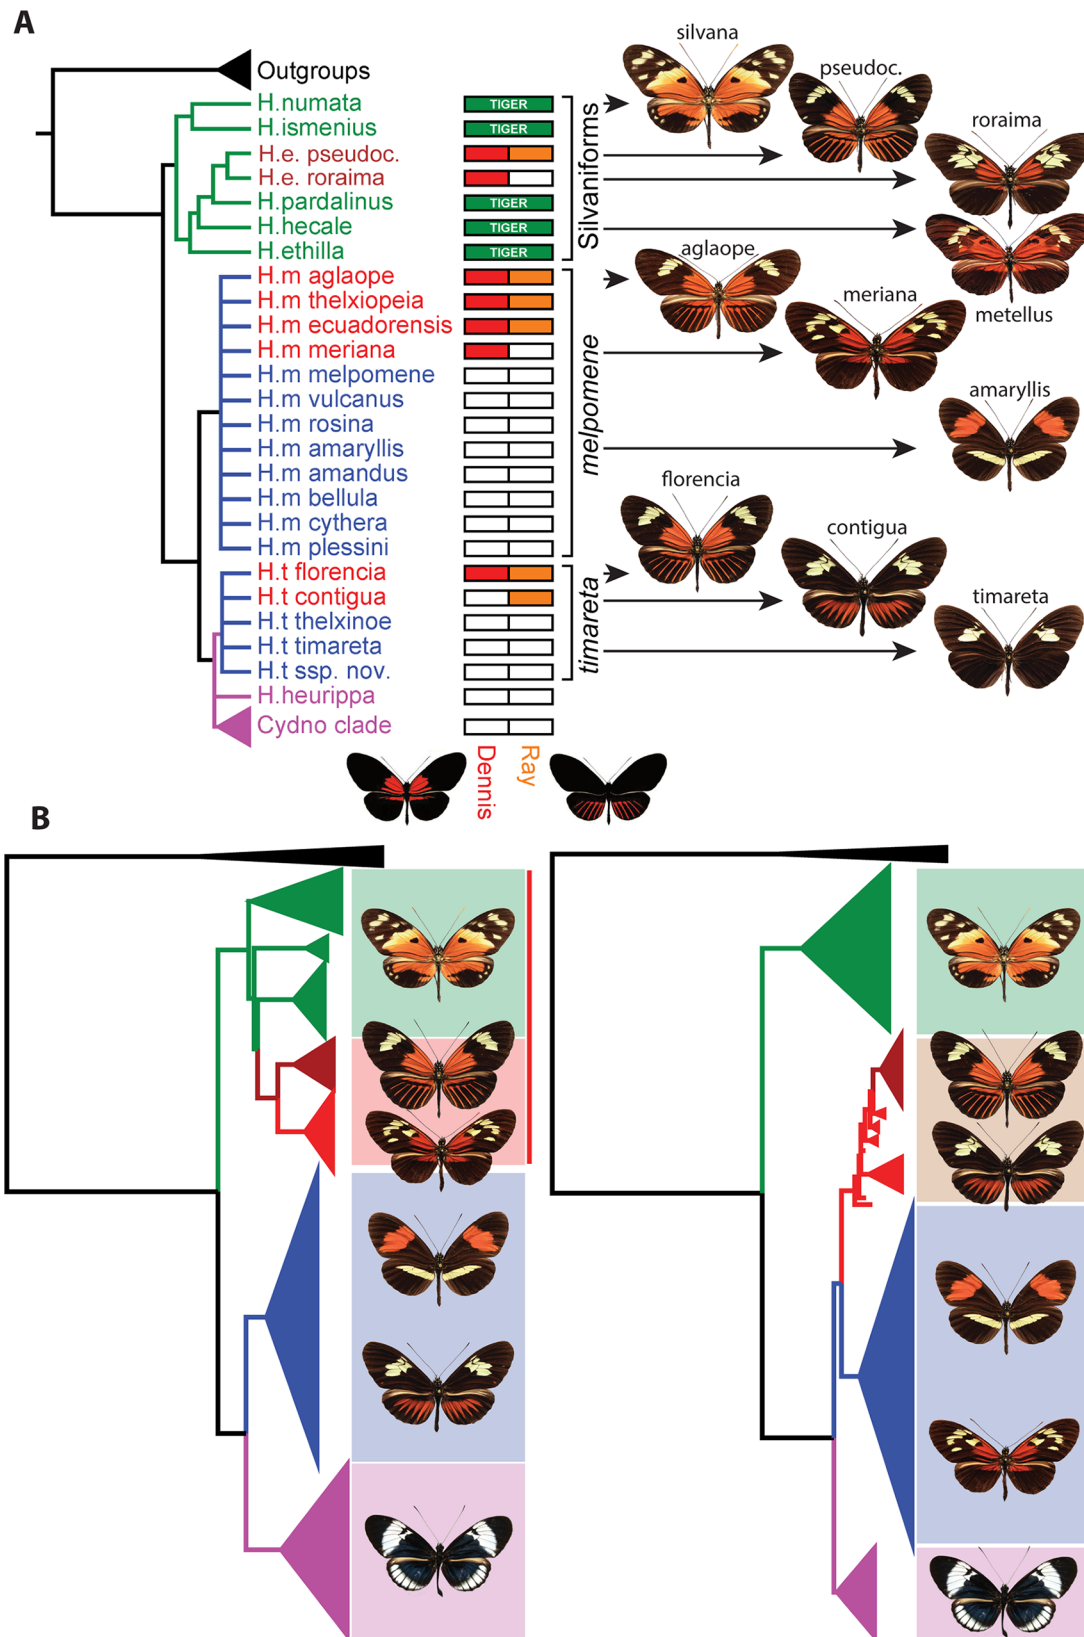 A
Outgroups
H.numata
H.ismenius
H.e. pseudoc.
H.e. roraima
H.pardalinus
H.hecale
H.ethilla
H.m aglaope
H.m thelxiopeia
H.m ecuadorensis
H.m meriana
H.m melpomene
H.m vulcanus
H.m rosina
H.m amaryllis
H.m amandus
H.m bellula
H.m cythera
H.m plessini
H.t florencia
H.t contigua
H.t thelxinoe
H.t timareta
H.t ssp. nov.
H.heurippa
Cydno clade
TIGER
TIGER
TIGER
TIGER
TIGER
Dennis
Ray
Silvaniforms
melpomene
timareta
silvana
pseudoc.
roraima
metellus
aglaope
meriana
amaryllis
florencia
contigua
timareta
B